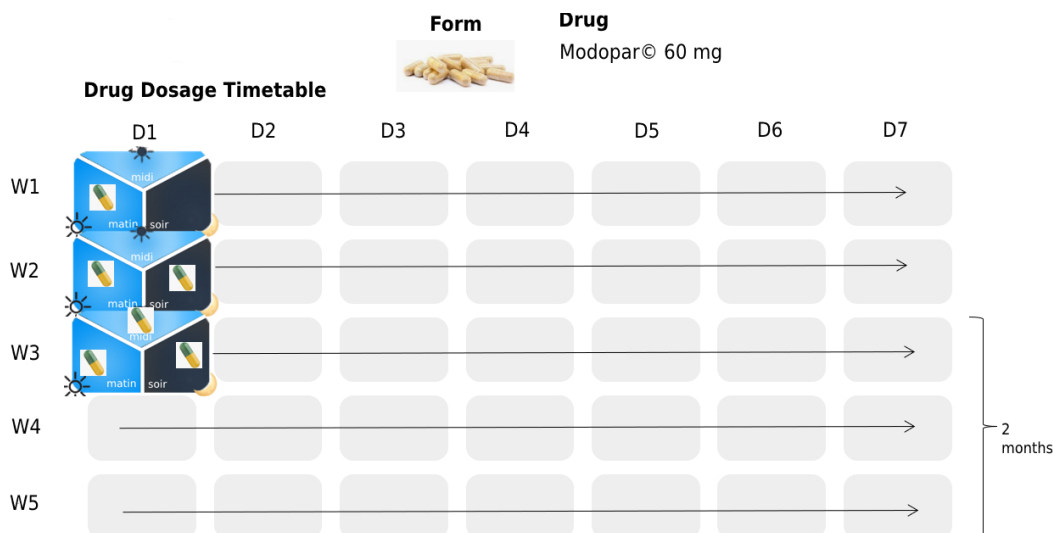 Form
Drug
Modopar© 60 mg
Drug Dosage Timetable
D1 D2 D3 D4 D5 D6 D7
W1
midi
matin soir
W2
midi
matin soir
W3
midi
matin soir
W4
2
months
W5